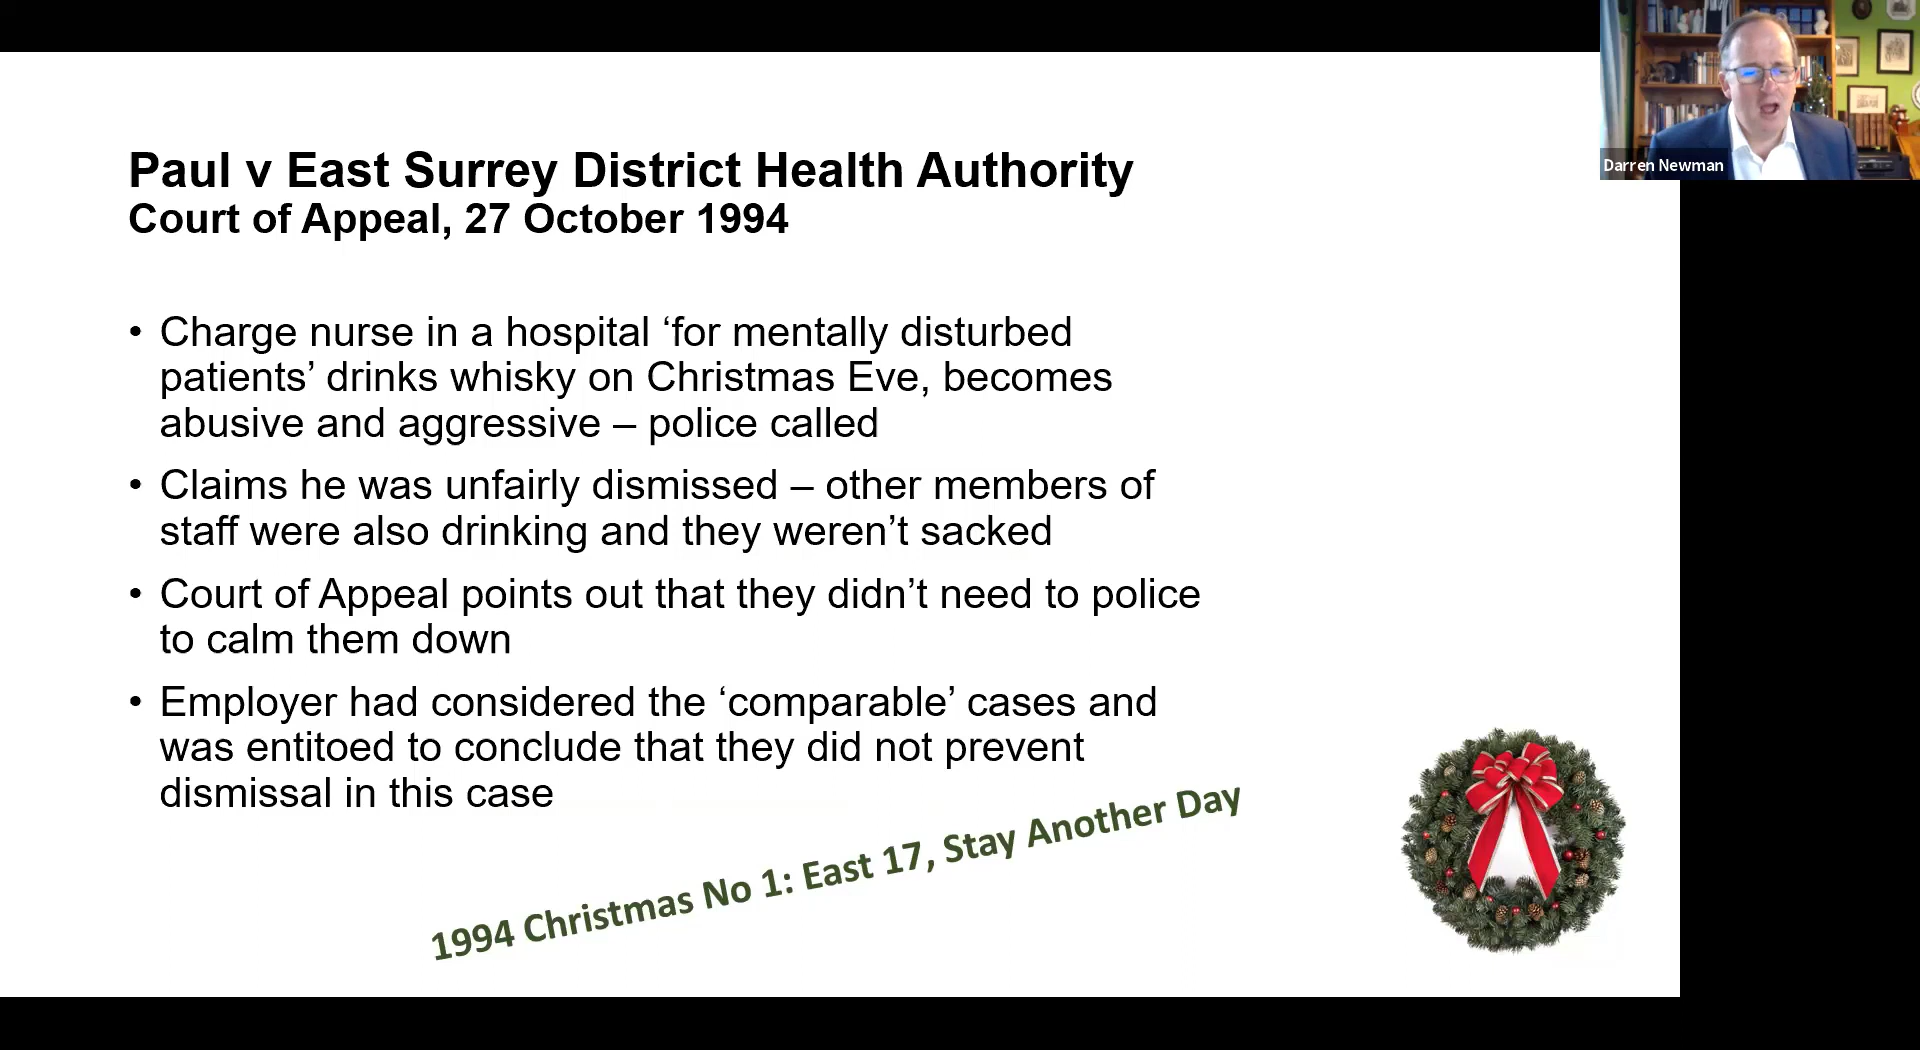 Paul v East Surrey District Health Authority
Court of Appeal, 27 October 1994
• Charge nurse in a hospital ‘for mentally disturbed
patients’ drinks whisky on Christmas Eve, becomes
abusive and aggressive – police called
• Claims he was unfairly dismissed – other members of
staff were also drinking and they weren’t sacked
• Court of Appeal points out that they didn’t need to police
to calm them down
• Employer had considered the ‘comparable’ cases and
was entitoed to conclude that they did not prevent
dismissal in this case
1994 Christmas No 1: East 17, Stay Another Day
Darren Newman